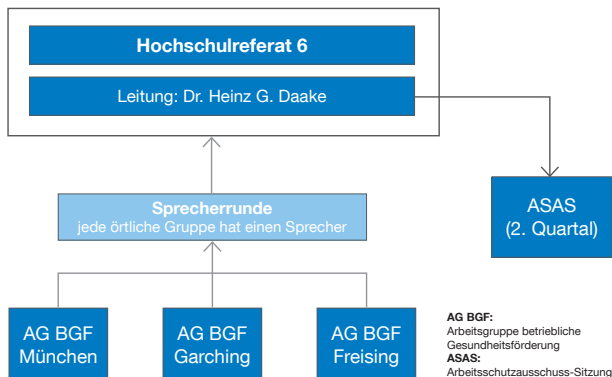 Hochschulreferat 6
Leitung: Dr. Heinz G. Daake
Sprecherrunde
jede örtliche Gruppe hat einen Sprecher
ASAS
(2. Quartal)
AG BGF
München
AG BGF
Garching
AG BGF
Freising
AG BGF:
Arbeitsgruppe betriebliche
Gesundheitsförderung
ASAS:
Arbeitsschutzausschuss-Sitzung